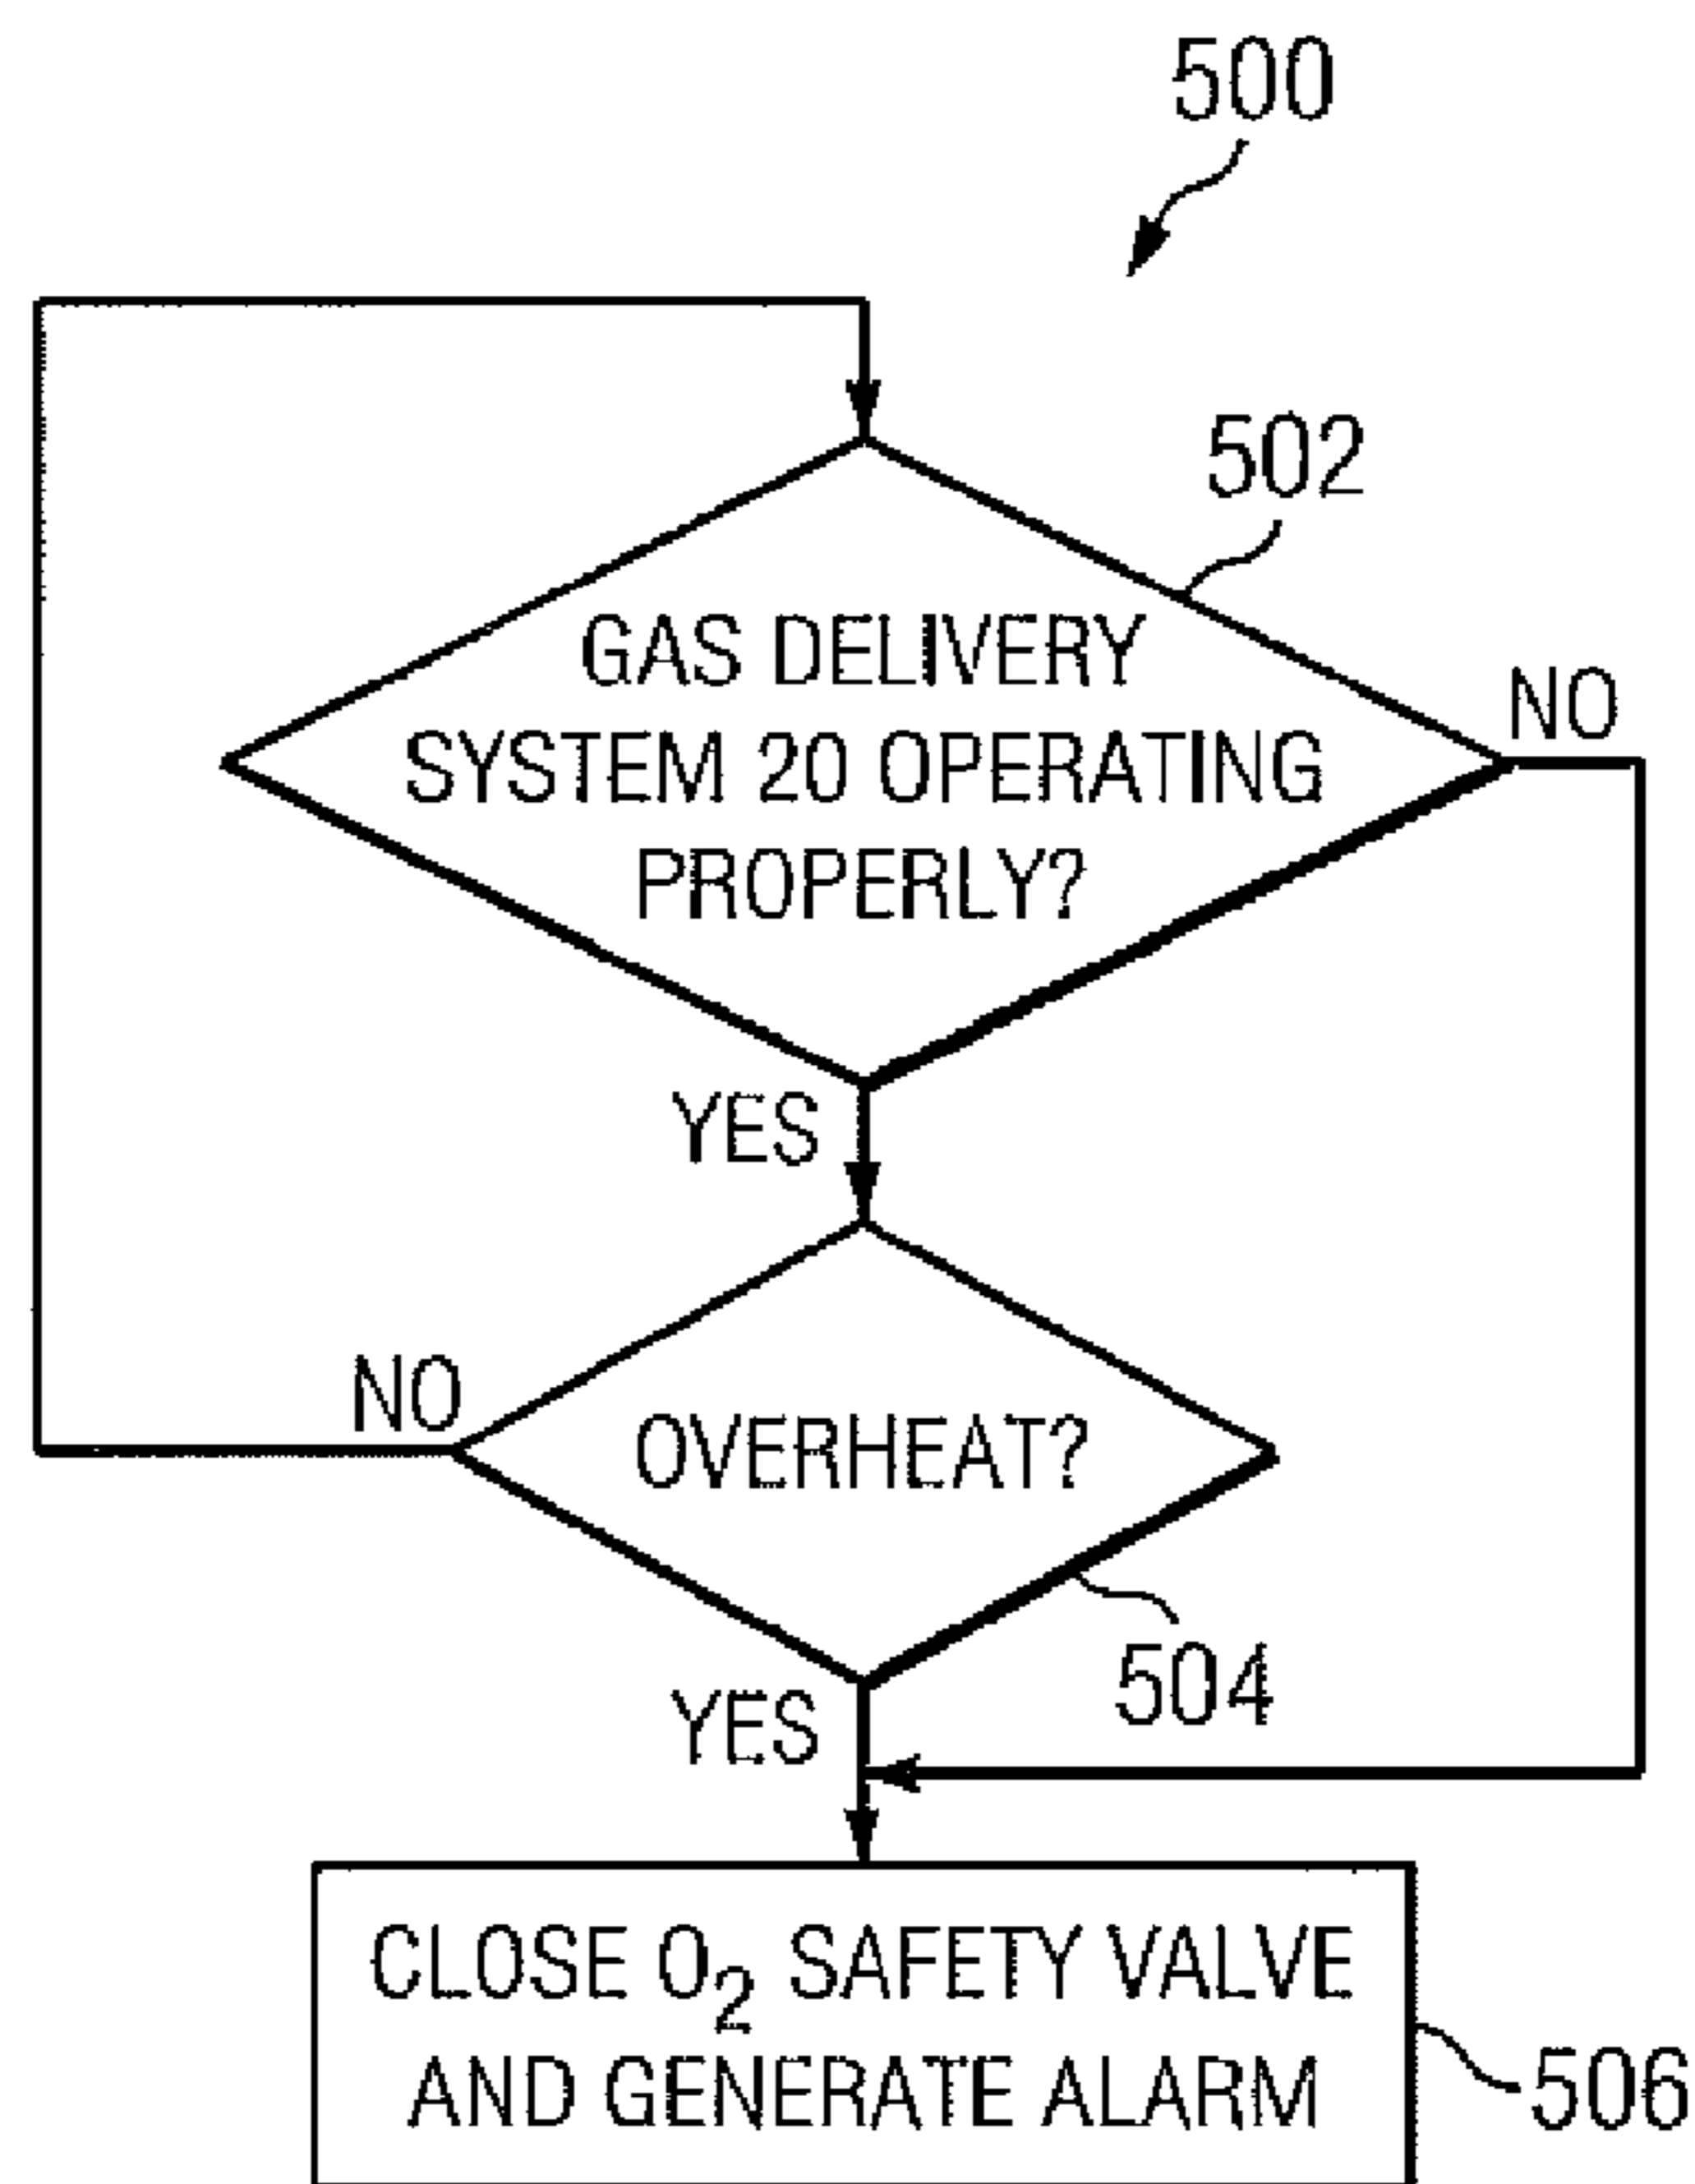 500
502
GAS DELIVERY
SYSTEM 20 OPERATING
PROPERLY?
NO
YES
NO
OVERHEAT?
504
YES
CLOSE O₂ SAFETY VALVE
AND GENERATE ALARM
506